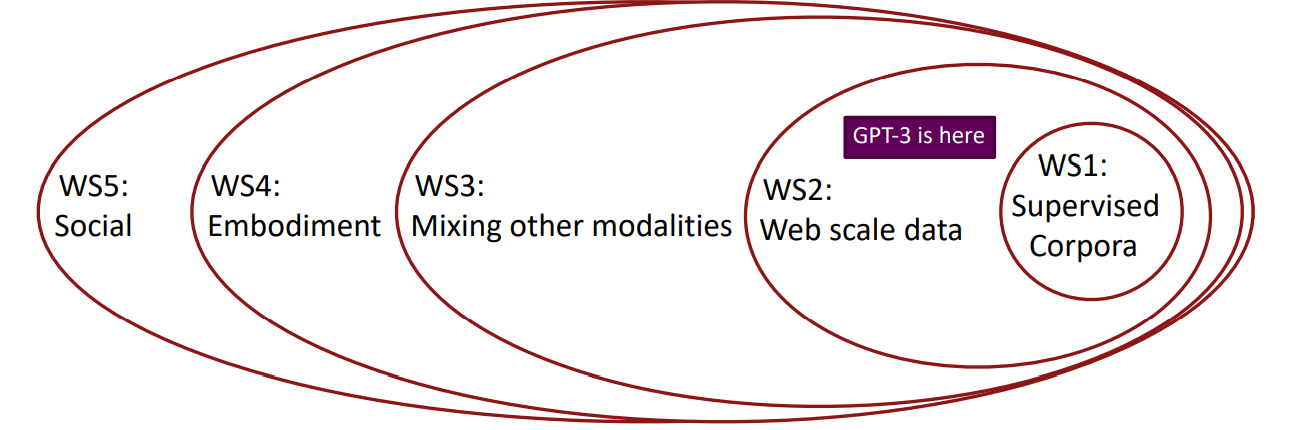 WS5:
Social
WS4:
Embodiment
WS3:
Mixing other modalities
GPT-3 is here
WS2:
Web scale data
WS1:
Supervised
Corpora